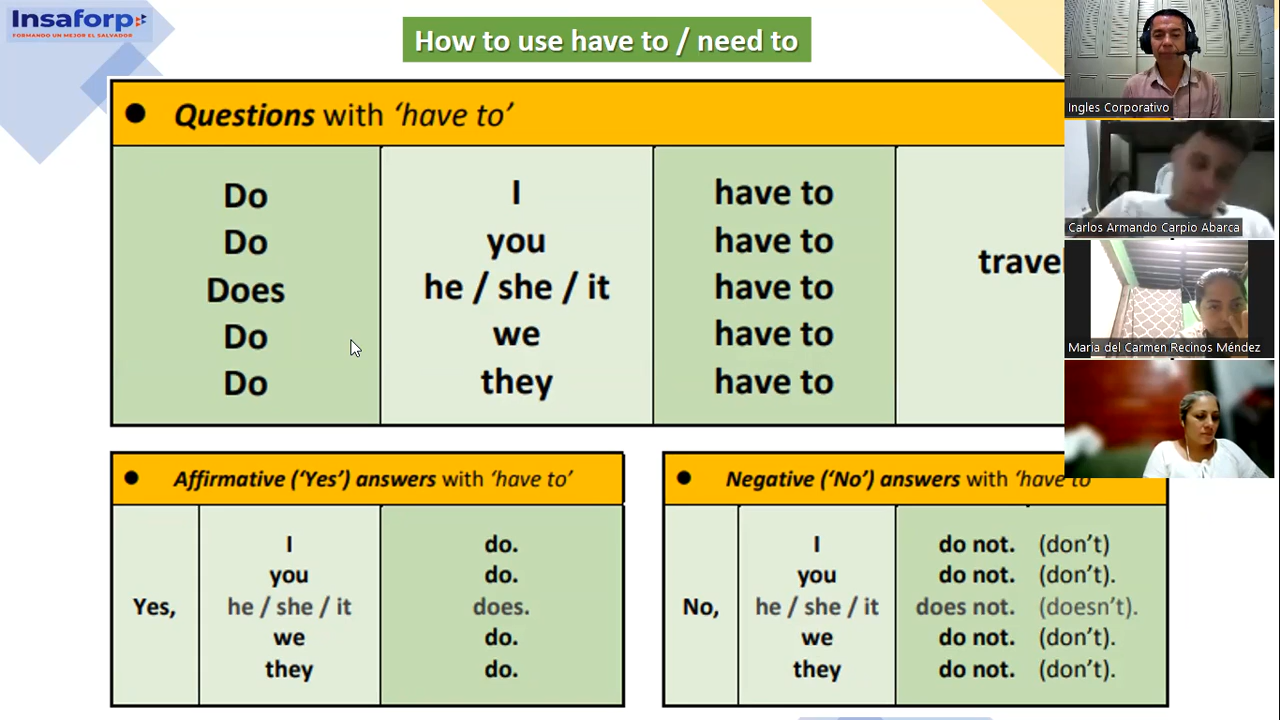 Insaforp
FORMANDO UN MEJOR EL SALVADOR
How to use have to / need to
● Questions with ‘have to’
Do I have to
Do you have to
Does he / she / it have to
Do we have to
Do they have to
● Affirmative (‘Yes’) answers with ‘have to’
Yes,
I do.
you do.
he / she / it does.
we do.
they do.
● Negative (‘No’) answers with ‘have to
No,
I do not. (don’t)
you do not. (don’t).
he / she / it does not. (doesn’t).
we do not. (don’t).
they do not. (don’t).
Ingles Corporativo
Carlos Armando Carpio Abarca
Maria del Carmen Recinos Méndez